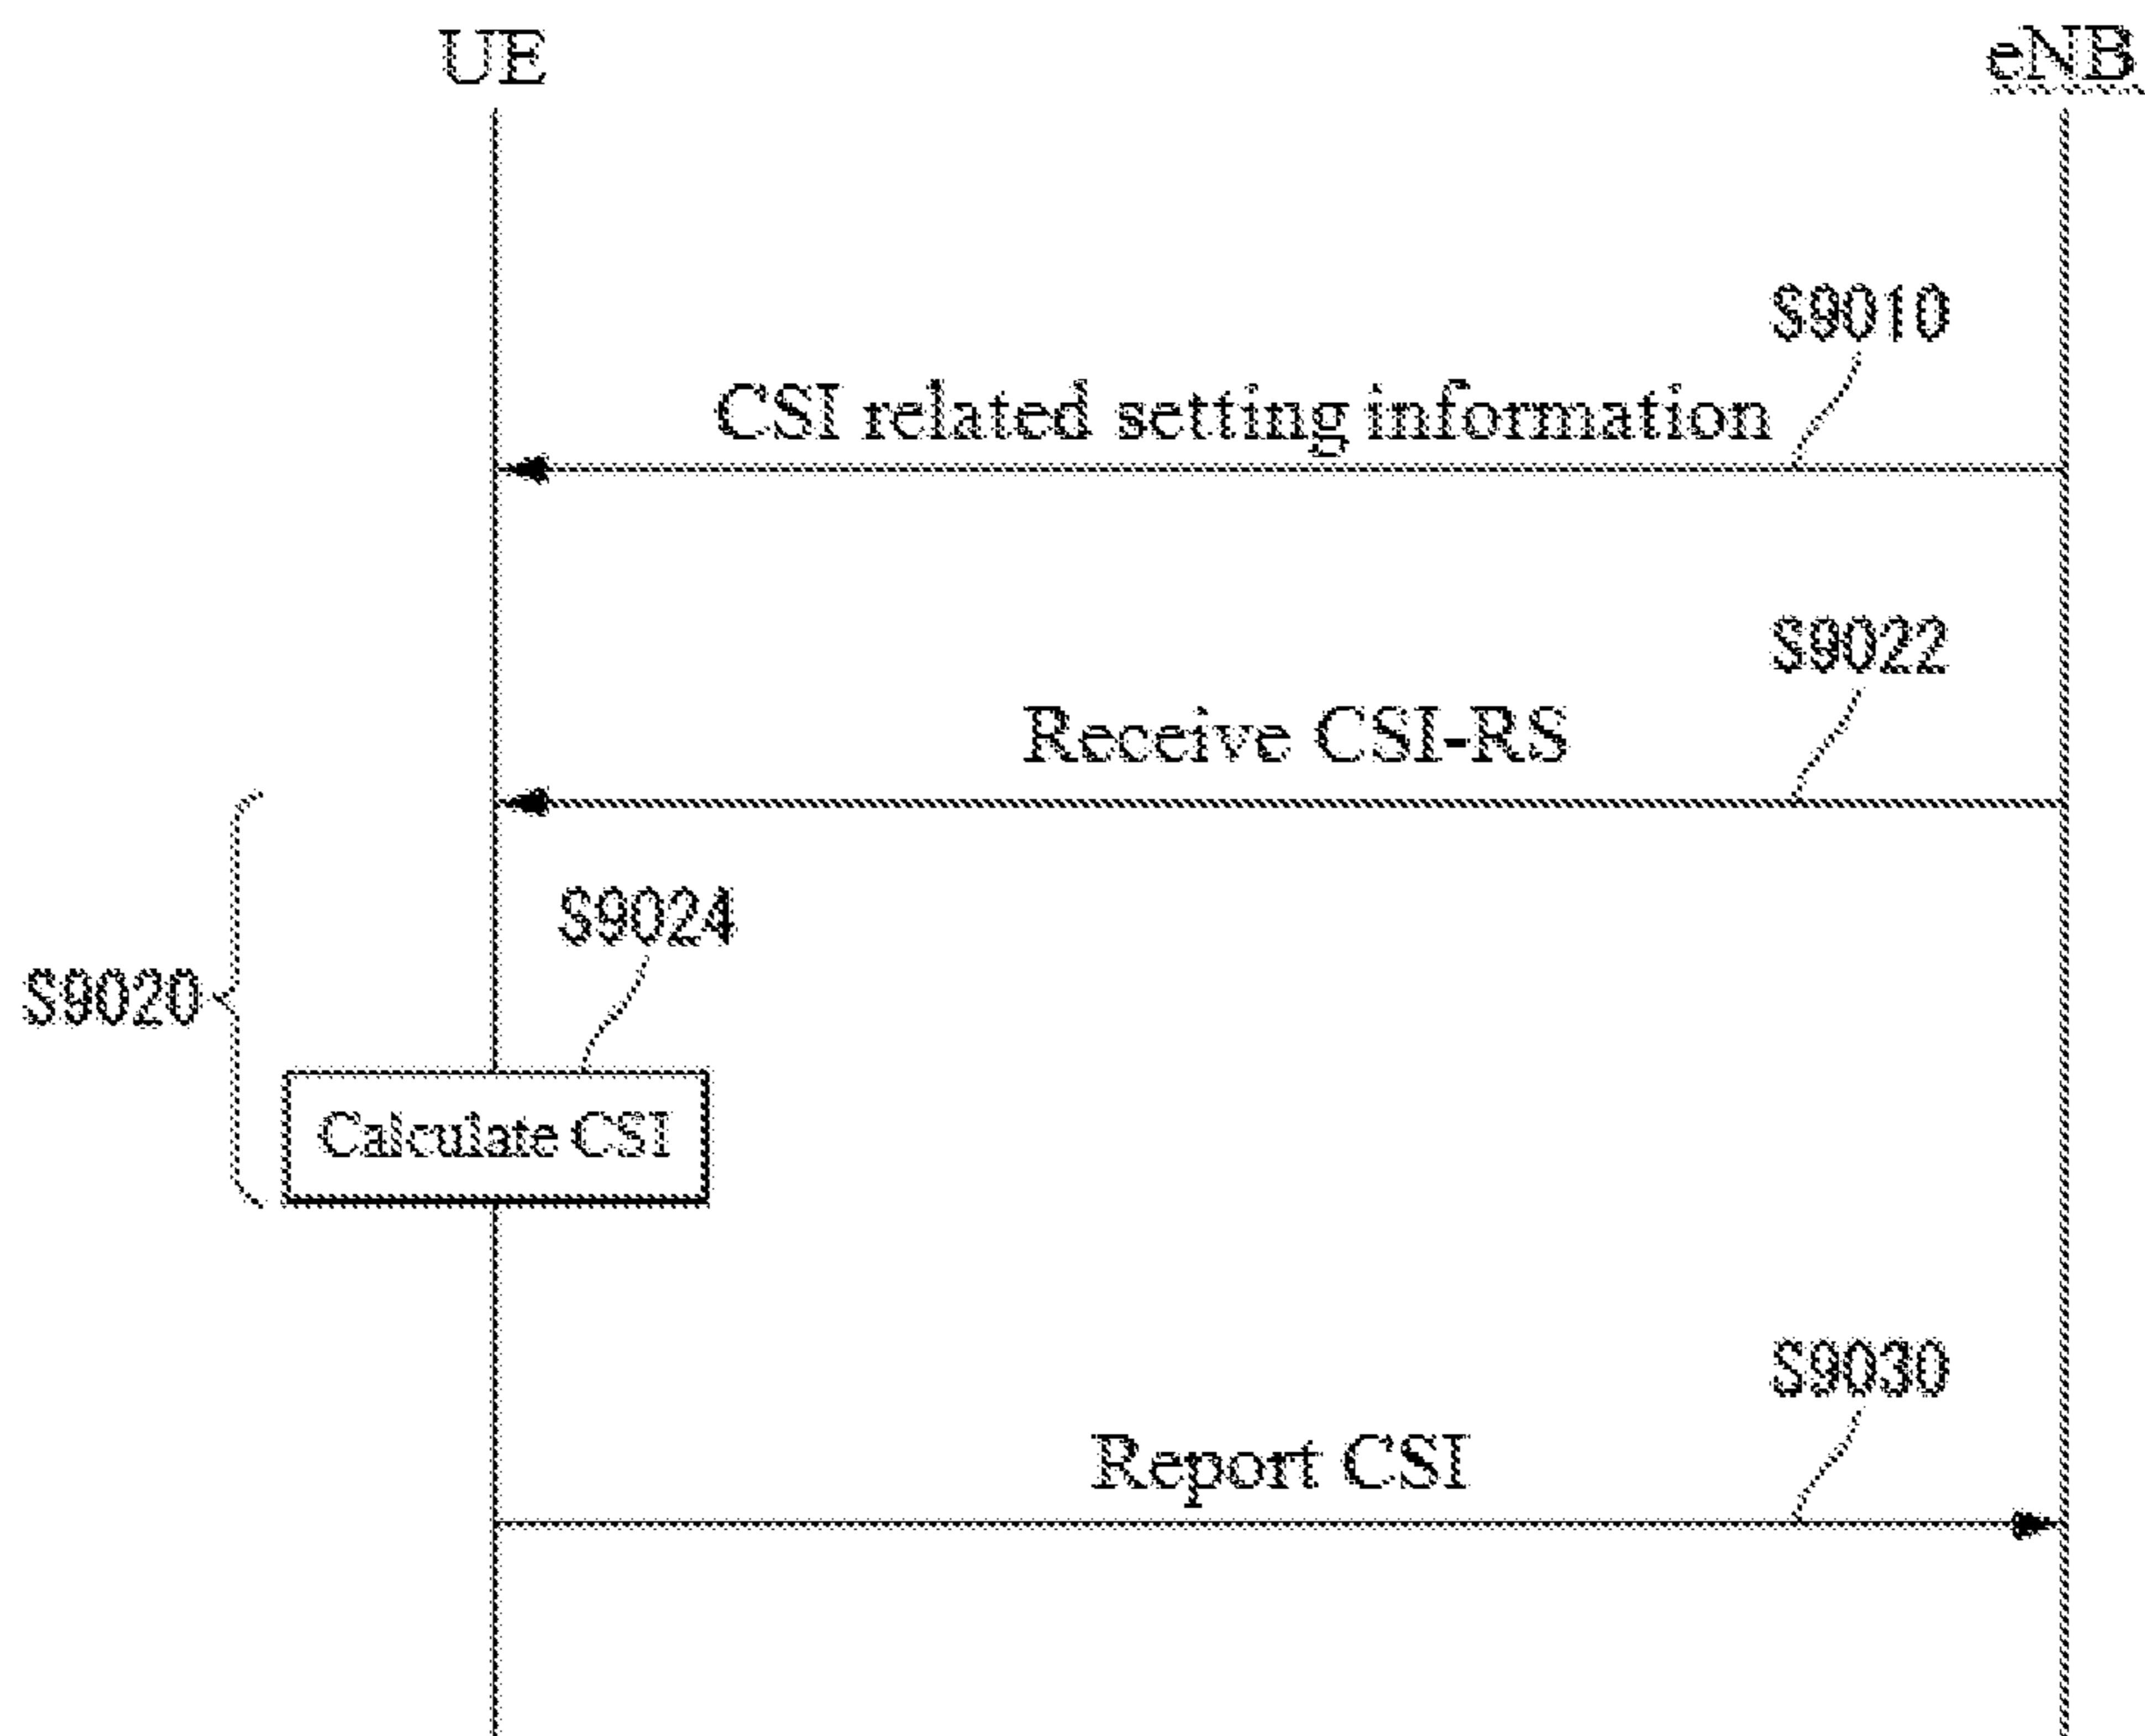 UE
eNB
S9010
CSI related setting information
S9022
Receive CSI-RS
S9024
S9020
Calculate CSI
S9030
Report CSI